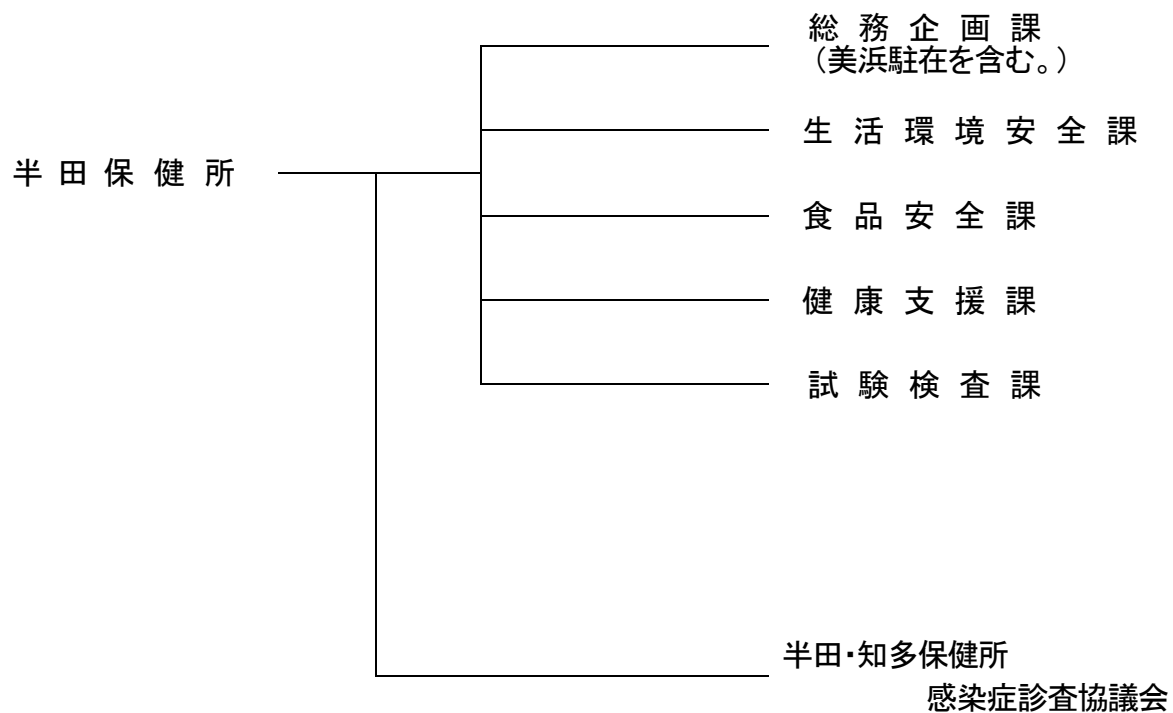 総務企画課
（美浜駐在を含む。）
生活環境安全課
半田保健所
食品安全課
健康支援課
試験検査課
半田・知多保健所
感染症診査協議会